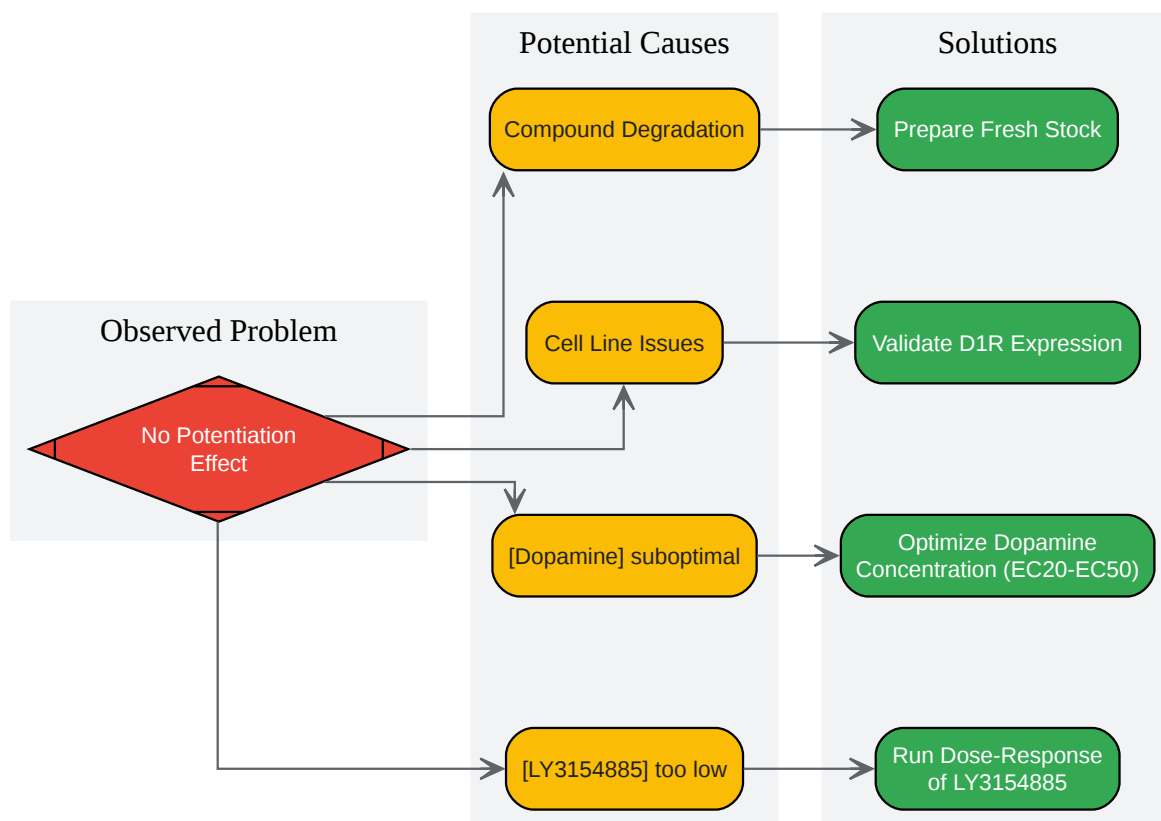 Potential Causes
Solutions
Compound Degradation
Prepare Fresh Stock
Observed Problem
Cell Line Issues
Validate D1R Expression
No Potentiation
Effect
[Dopamine] suboptimal
Optimize Dopamine
Concentration (EC20-EC50)
[LY3154885] too low
Run Dose-Response
of LY3154885